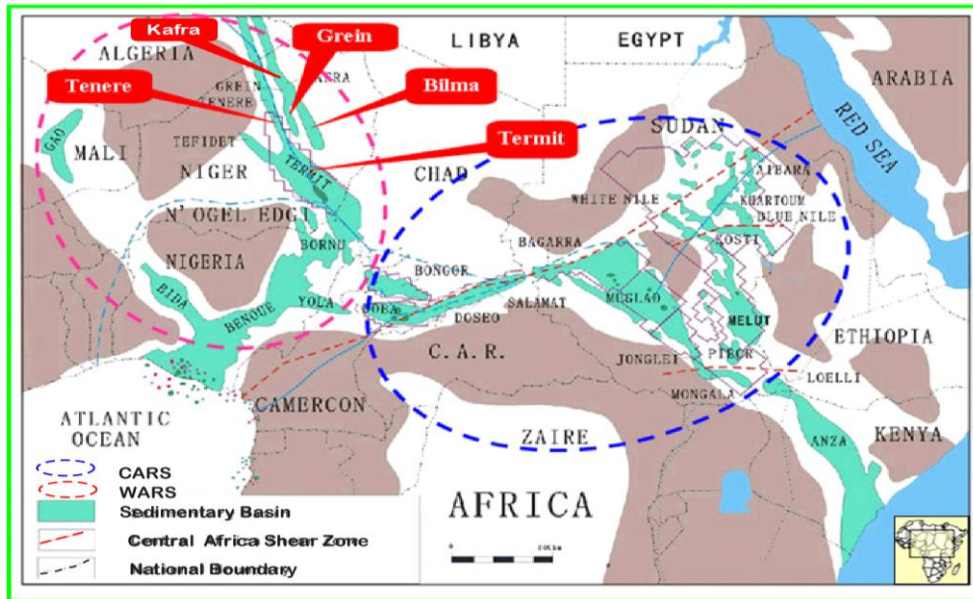 Kafra
Grein
ALGERIA
LIBYA
EGYPT
ARABIA
GREIN
Tenere
TENERE
Bilma
TEFIDET
Termit
SUDAN
RED SEA
GAO
MALI
NIGER
TERMIT
CHAD
WHITE NILE
KHARTOUM
BLUE NILE
N'OGEL EDGI
BORNU
BAGARRA
KOSTI
NIGERIA
BONGOR
BIDA
BENOUE
YOLA
DOBA
DOSEO
SALAMAT
MUGLAD
MELUT
ETHIOPIA
C.A.R.
JONGLEI
LOELLI
MONGALA
CAMERCON
ATLANTIC
OCEAN
ZAIRE
ANZA
KENYA
CARS
WARS
Sedimentary Basin
Central Africa Shear Zone
National Boundary
AFRICA
0